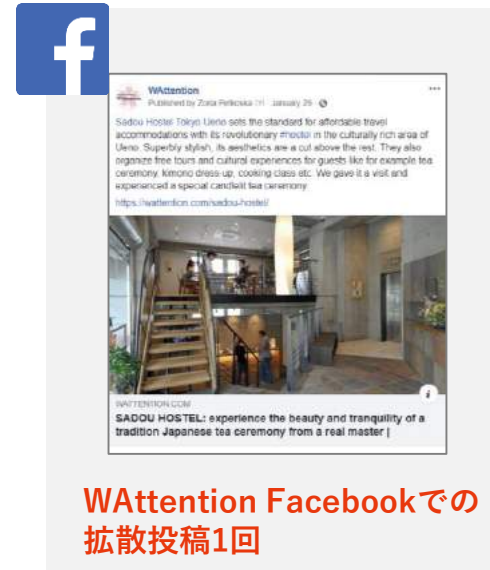 WAttention
Published by Zoria Petkoska · January 26 ·
Sadou Hostel Tokyo Ueno sets the standard for affordable travel
accommodations with its revolutionary #hostel in the culturally rich area of
Ueno. Superbly stylish, its aesthetics are a cut above the rest. They also
organize free tours and cultural experiences for guests like for example tea
ceremony, kimono dress-up, cooking class etc. We gave it a visit and
experienced a special candlelit tea ceremony
https://wattention.com/sadou-hostel/
WATTENTION.COM
SADOU HOSTEL: experience the beauty and tranquility of a
tradition Japanese tea ceremony from a real master |
WAttention Facebookでの
拡散投稿1回